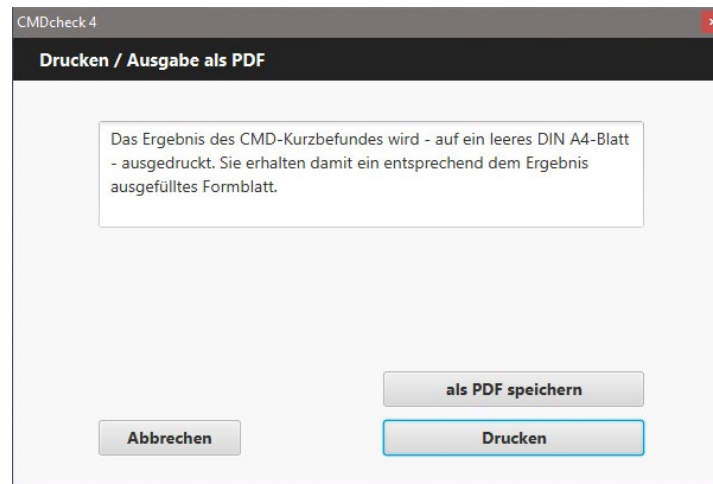 CMDcheck 4
Drucken / Ausgabe als PDF
Das Ergebnis des CMD-Kurzbefundes wird - auf ein leeres DIN A4-Blatt
- ausgedruckt. Sie erhalten damit ein entsprechend dem Ergebnis
ausgefülltes Formblatt.
als PDF speichern
Abbrechen
Drucken